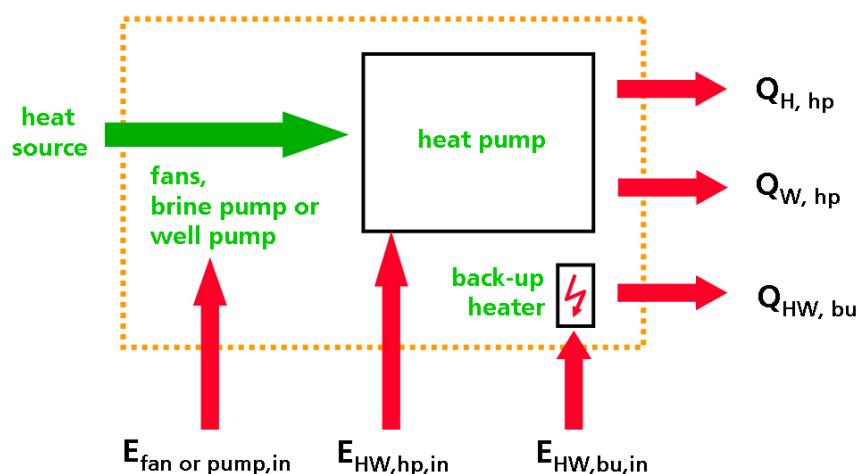 heat
source
fans,
brine pump or
well pump
heat pump
back-up
heater
Q_H, hp
Q_W, hp
Q_HW, bu
E_fan or pump,in
E_HW,hp,in
E_HW,bu,in